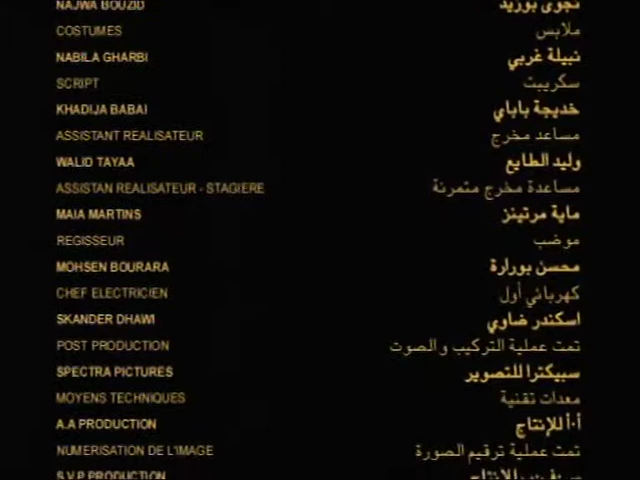 NAJWA BOUZID نجوى بوزيد
COSTUMES ملابس
NABILA GHARBI نبيلة غربي
SCRIPT سكريبت
KHADIJA BABAI خديجة باباي
ASSISTANT REALISATEUR مساعد مخرج
WALID TAYAA وليد الطايع
ASSISTAN REALISATEUR - STAGIERE مساعدة مخرج متمرنة
MAIA MARTINS ماية مرتينز
REGISSEUR موضب
MOHSEN BOURARA محسن بورارة
CHEF ELECTRICIEN كهربائي أول
SKANDER DHAWI اسكندر ضاوي
POST PRODUCTION تمت عملية التركيب و الصوت
SPECTRA PICTURES سبيكترا للتصوير
MOYENS TECHNIQUES معدات تقنية
A.A PRODUCTION أ.أ للإنتاج
NUMERISATION DE L'IMAGE تمت عملية ترقيم الصورة
S.V.P PRODUCTION للإنتاج